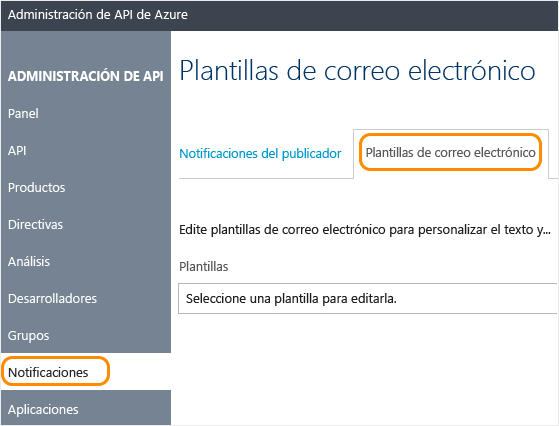 Administración de API de Azure
ADMINISTRACIÓN DE API
Panel
API
Productos
Directivas
Análisis
Desarrolladores
Grupos
Notificaciones
Aplicaciones
Plantillas de correo electrónico
Notificaciones del publicador
Plantillas de correo electrónico
Edite plantillas de correo electrónico para personalizar el texto y...
Plantillas
Seleccione una plantilla para editarla.